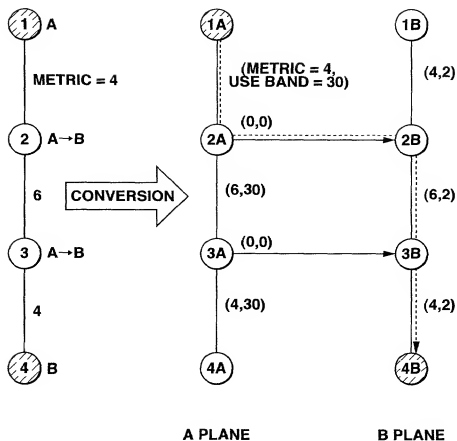 1 A 1A 1B
METRIC = 4
(METRIC = 4,
USE BAND = 30)
(4,2)
(0,0)
2 A→B 2A 2B
6 CONVERSION (6,30) (6,2)
(0,0)
3 A→B 3A 3B
4 (4,30) (4,2)
4 B 4A 4B
A PLANE B PLANE